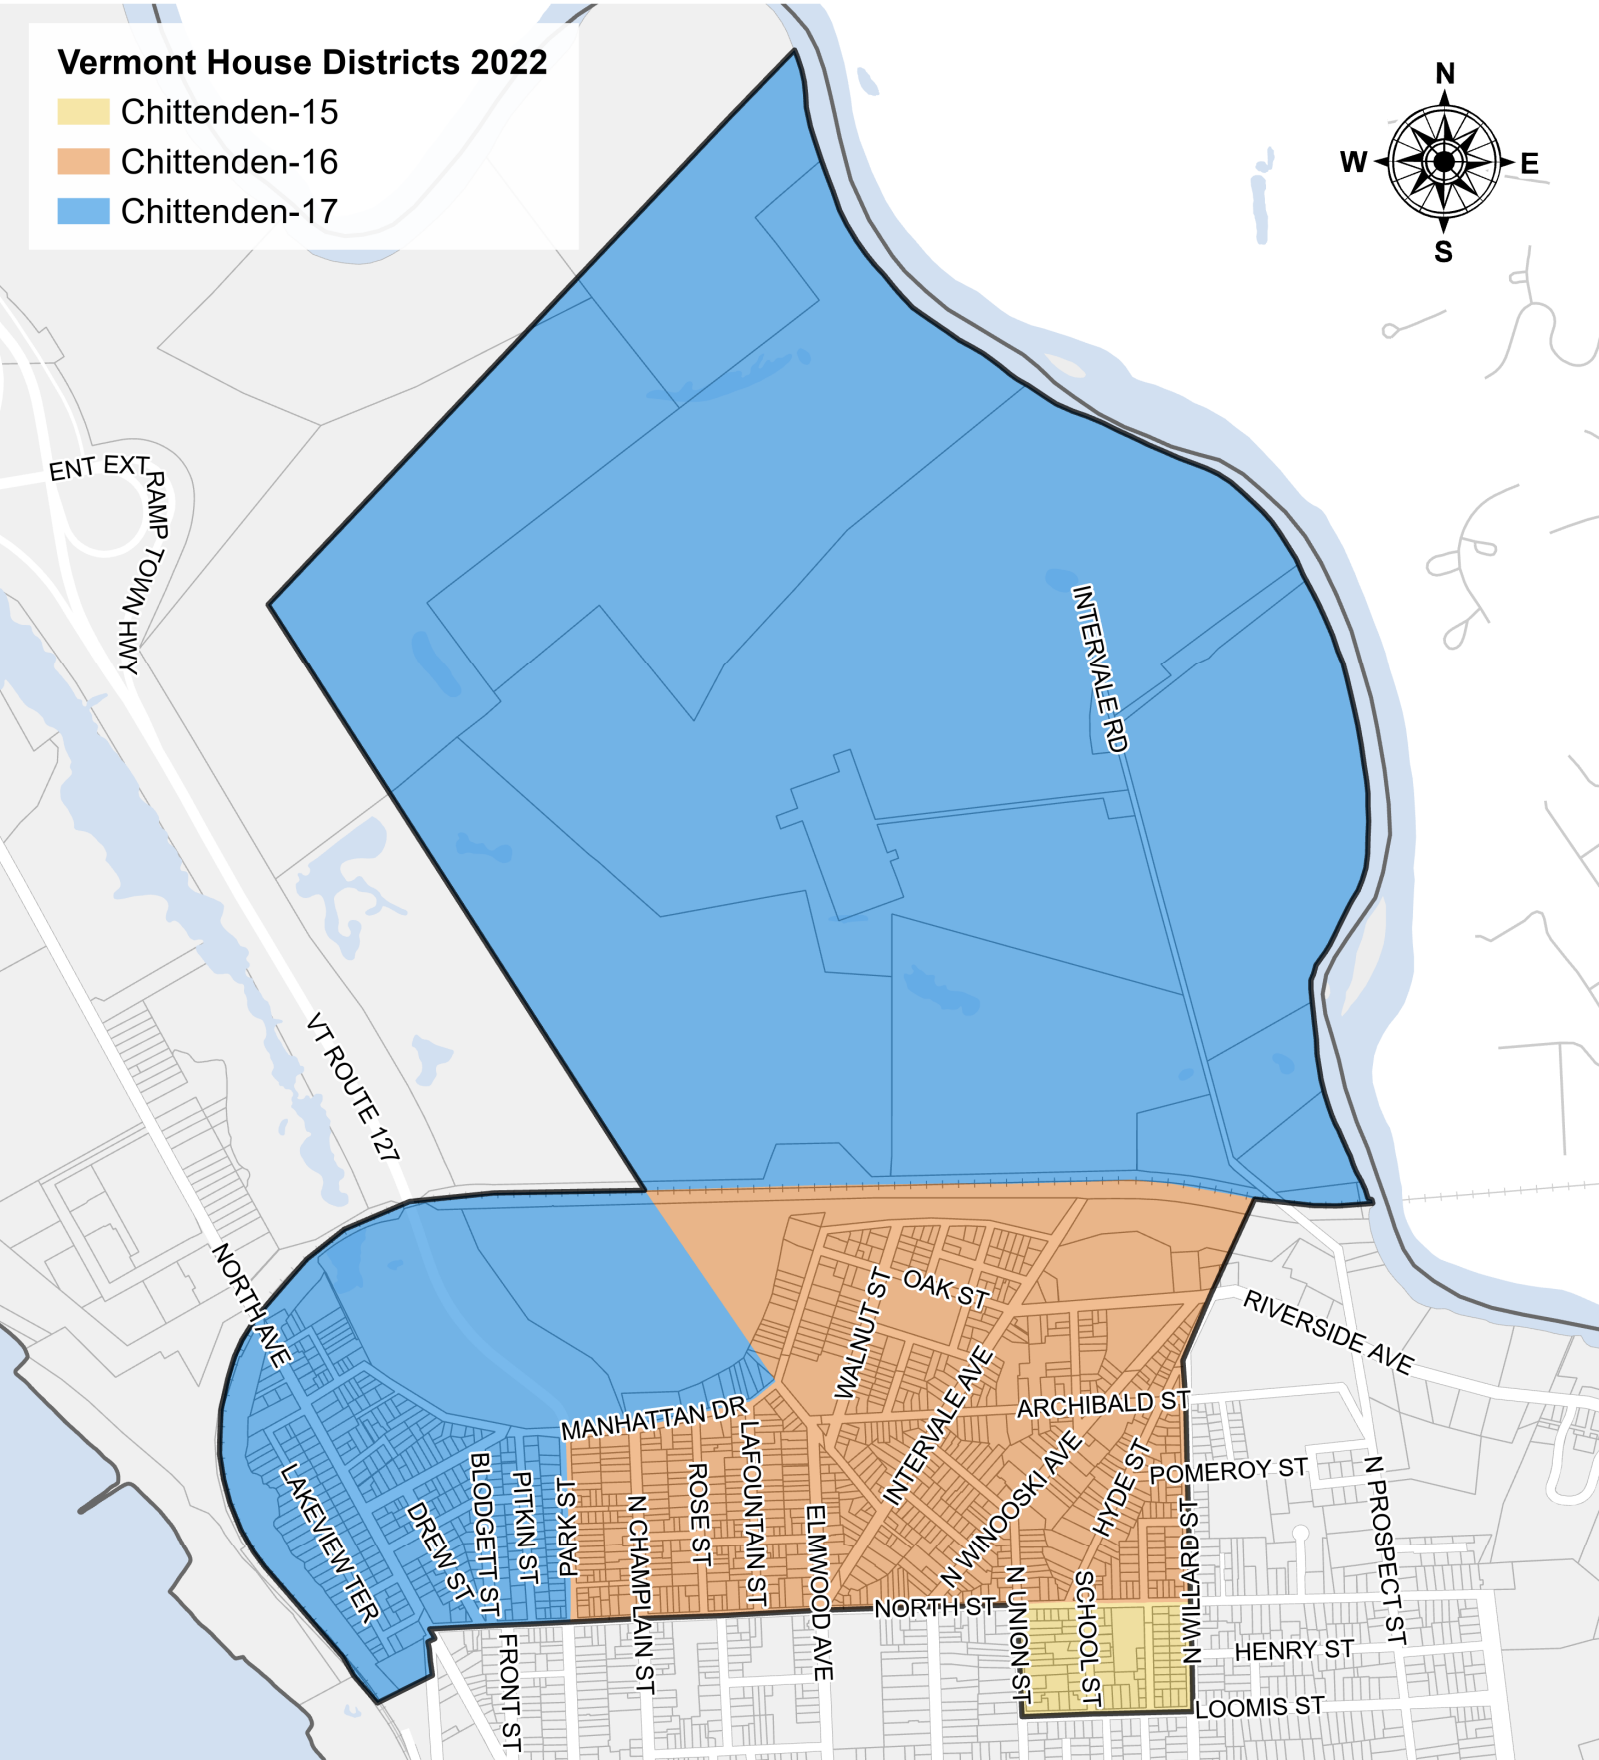 Vermont House Districts 2022
Chittenden-15
Chittenden-16
Chittenden-17
N
W
E
S
ENT EXT
RAMP TOWN HWY
INTERVALE RD
VT ROUTE 127
NORTH AVE
OAK ST
WALNUT ST
RIVERSIDE AVE
INTERVALE AVE
MANHATTAN DR
ARCHIBALD ST
LAKEVIEW TER
DREW ST
BLODGETT ST
PITKIN ST
PARK ST
N CHAMPLAIN ST
ROSE ST
LAFOUNTAIN ST
ELMWOOD AVE
N WINOOSKI AVE
HYDE ST
POMEROY ST
N PROSPECT ST
N WILLARD ST
NORTH ST
N UNION ST
SCHOOL ST
FRONT ST
HENRY ST
LOOMIS ST